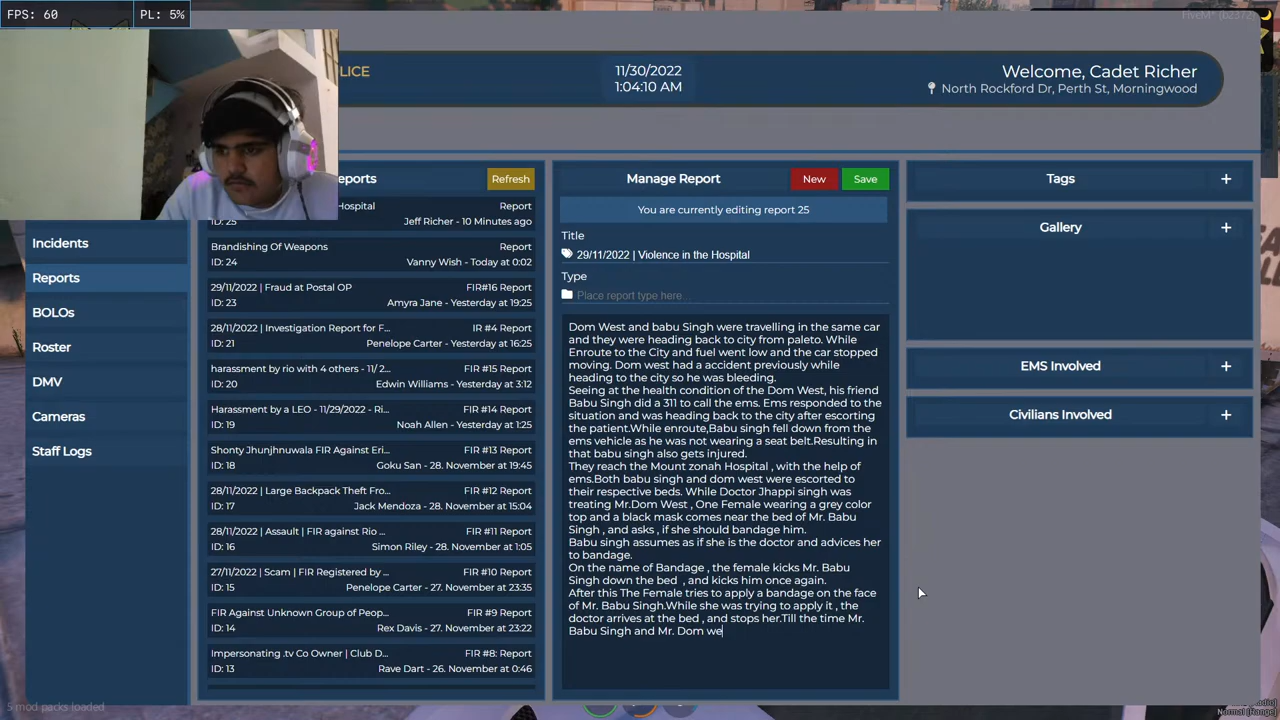 FPS: 60
PL: 5%
FiveM* (b2372)
LICE
11/30/2022
1:04:10 AM
Welcome, Cadet Richer
North Rockford Dr, Perth St, Morningwood
Incidents
Reports
BOLOs
Roster
DMV
Cameras
Staff Logs
eports
Refresh
Hospital
Report
ID: 25
Jeff Richer - 10 Minutes ago
Brandishing Of Weapons
Report
ID: 24
Vanny Wish - Today at 0:02
29/11/2022 | Fraud at Postal OP
FIR#16 Report
ID: 23
Amyra Jane - Yesterday at 19:25
28/11/2022 | Investigation Report for F...
IR #4 Report
ID: 21
Penelope Carter - Yesterday at 16:25
harassment by rio with 4 others - 11/ 2...
FIR #15 Report
ID: 20
Edwin Williams - Yesterday at 3:12
Harassment by a LEO - 11/29/2022 - Ri...
FIR #14 Report
ID: 19
Noah Allen - Yesterday at 1:25
Shonty Jhunjhnuwala FIR Against Eri...
FIR #13 Report
ID: 18
Goku San - 28. November at 19:45
28/11/2022 | Large Backpack Theft Fro...
FIR #12 Report
ID: 17
Jack Mendoza - 28. November at 15:04
28/11/2022 | Assault | FIR against Rio ...
FIR #11 Report
ID: 16
Simon Riley - 28. November at 1:05
27/11/2022 | Scam | FIR Registered by ...
FIR #10 Report
ID: 15
Penelope Carter - 27. November at 23:35
FIR Against Unknown Group of Peop...
FIR #9 Report
ID: 14
Rex Davis - 27. November at 23:22
Impersonating .tv Co Owner | Club D...
FIR #8: Report
ID: 13
Rave Dart - 26. November at 0:46
Manage Report
New
Save
You are currently editing report 25
Title
29/11/2022 | Violence in the Hospital
Type
Place report type here...
Dom West and babu Singh were travelling in the same car
and they were heading back to city from paleto. While
Enroute to the City and fuel went low and the car stopped
moving. Dom west had a accident previously while
heading to the city so he was bleeding.
Seeing at the health condition of the Dom West, his friend
Babu Singh did a 311 to call the ems. Ems responded to the
situation and was heading back to the city after escorting
the patient.While enroute,Babu singh fell down from the
ems vehicle as he was not wearing a seat belt.Resulting in
that babu singh also gets injured.
They reach the Mount zonah Hospital , with the help of
ems.Both babu singh and dom west were escorted to
their respective beds. While Doctor Jhappi singh was
treating Mr.Dom West , One Female wearing a grey color
top and a black mask comes near the bed of Mr. Babu
Singh , and asks , if she should bandage him.
Babu singh assumes as if she is the doctor and advices her
to bandage.
On the name of Bandage , the female kicks Mr. Babu
Singh down the bed , and kicks him once again.
After this The Female tries to apply a bandage on the face
of Mr. Babu Singh.While she was trying to apply it , the
doctor arrives at the bed , and stops her.Till the time Mr.
Babu Singh and Mr. Dom we
Tags
+
Gallery
+
EMS Involved
+
Civilians Involved
+
5 mod packs loaded
Normal [Range]